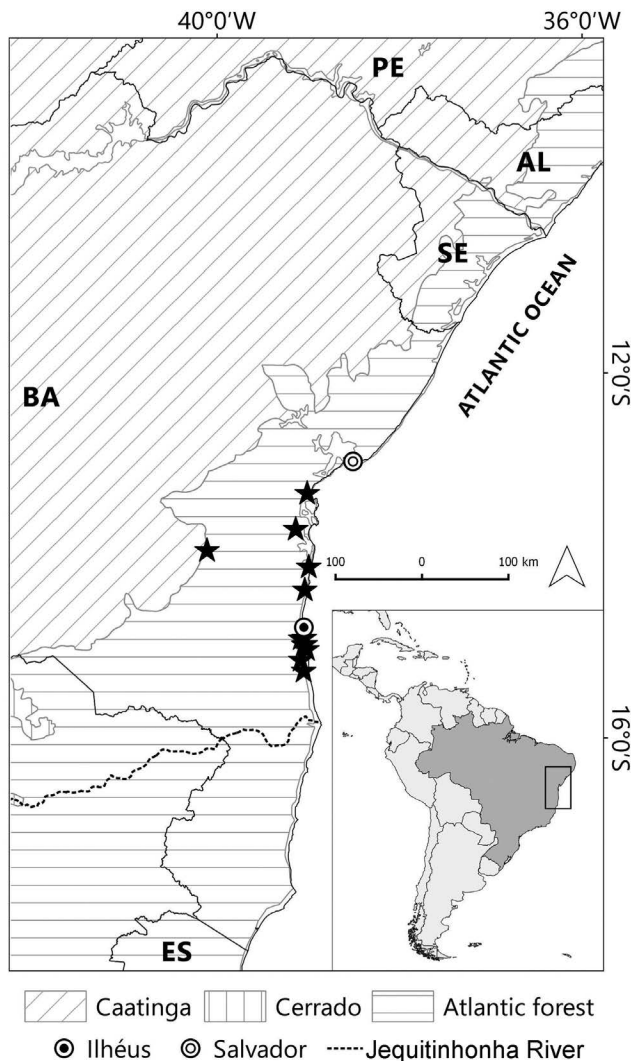 40°0'W 36°0'W
PE
AL
SE
ATLANTIC OCEAN
12°0'S
BA
100 0 100 km
16°0'S
ES
Caatinga Cerrado Atlantic forest
Ilhéus Salvador Jequitinhonha River